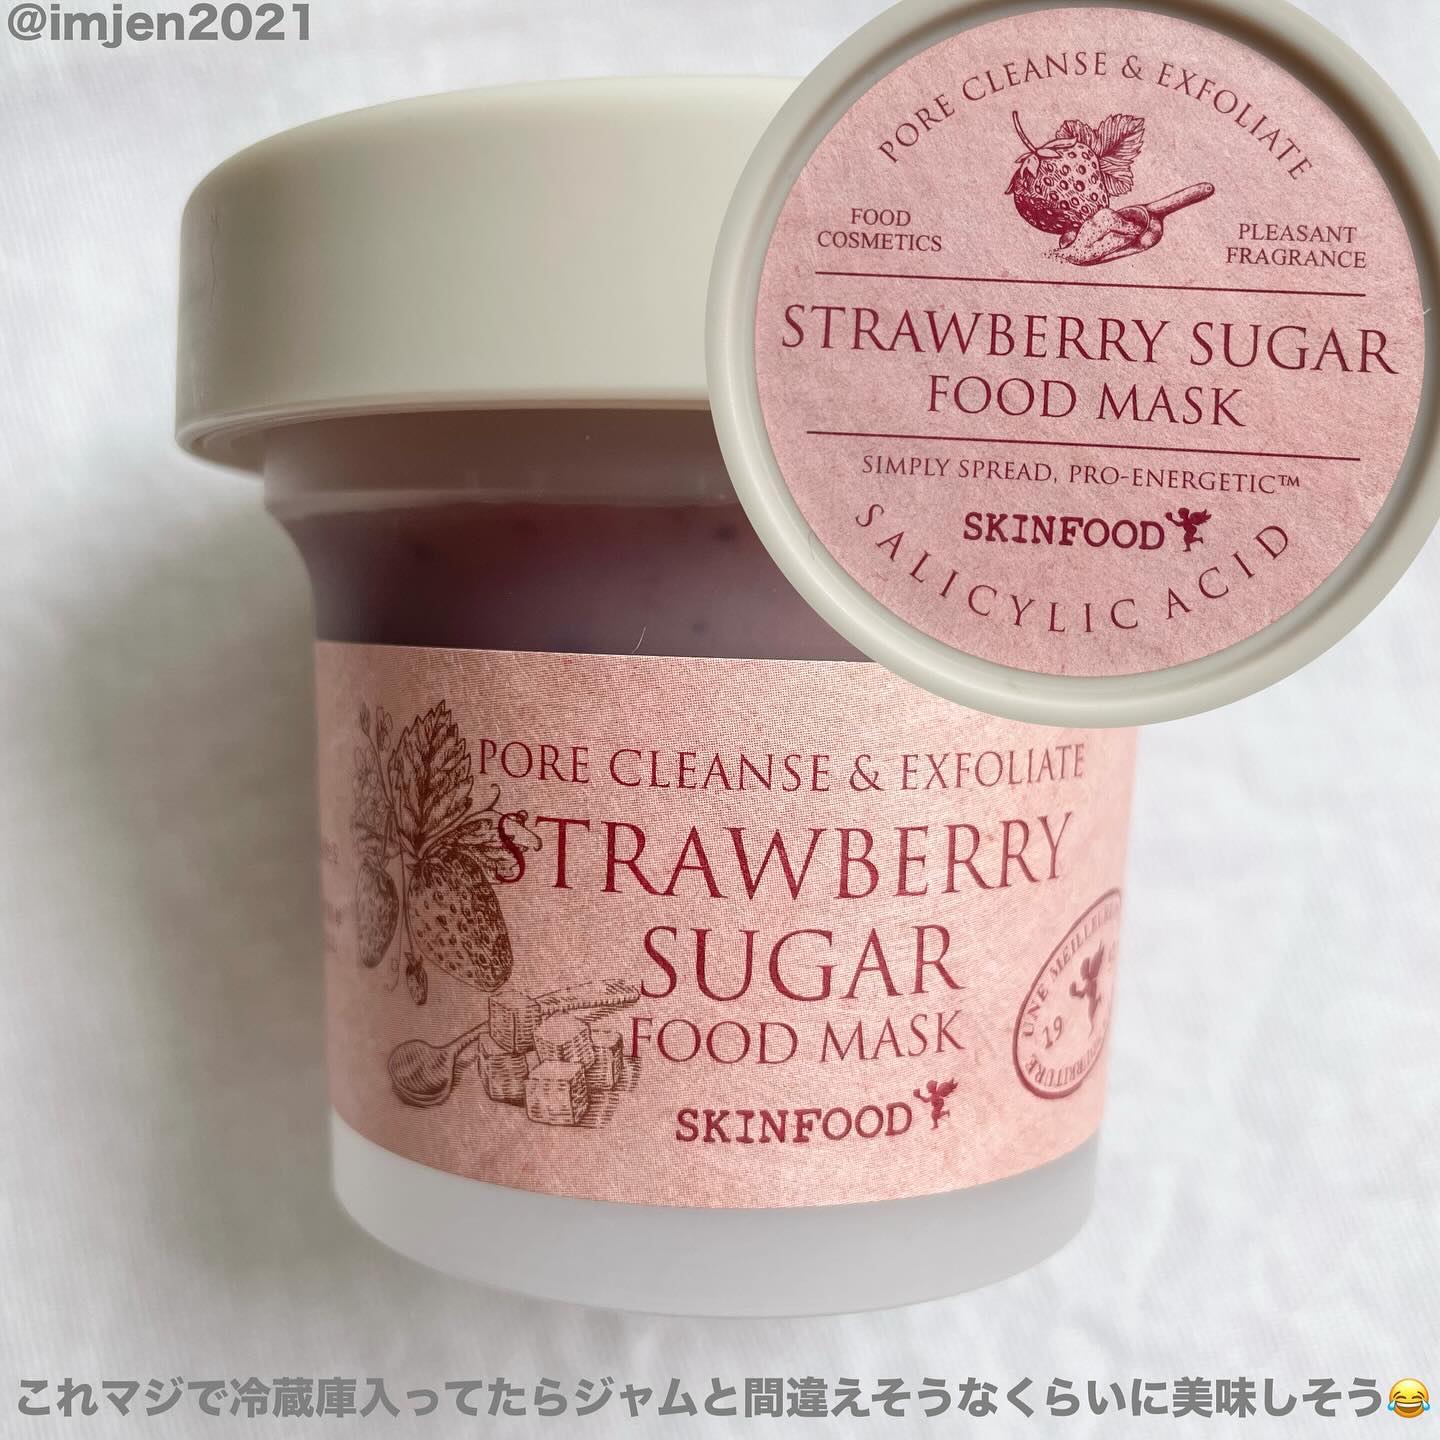 @imjen2021
PORE CLEANSE & EXFOLIATE
FOOD
COSMETICS
PLEASANT
FRAGRANCE
STRAWBERRY SUGAR
FOOD MASK
SIMPLY SPREAD, PRO-ENERGETIC™
SKINFOOD
SALICYLIC ACID
PORE CLEANSE & EXFOLIATE
STRAWBERRY
SUGAR
FOOD MASK
SKINFOOD
UNE
19
これマジで冷蔵庫入ってたらジャムと間違えそうなくらいに美味しそう😂